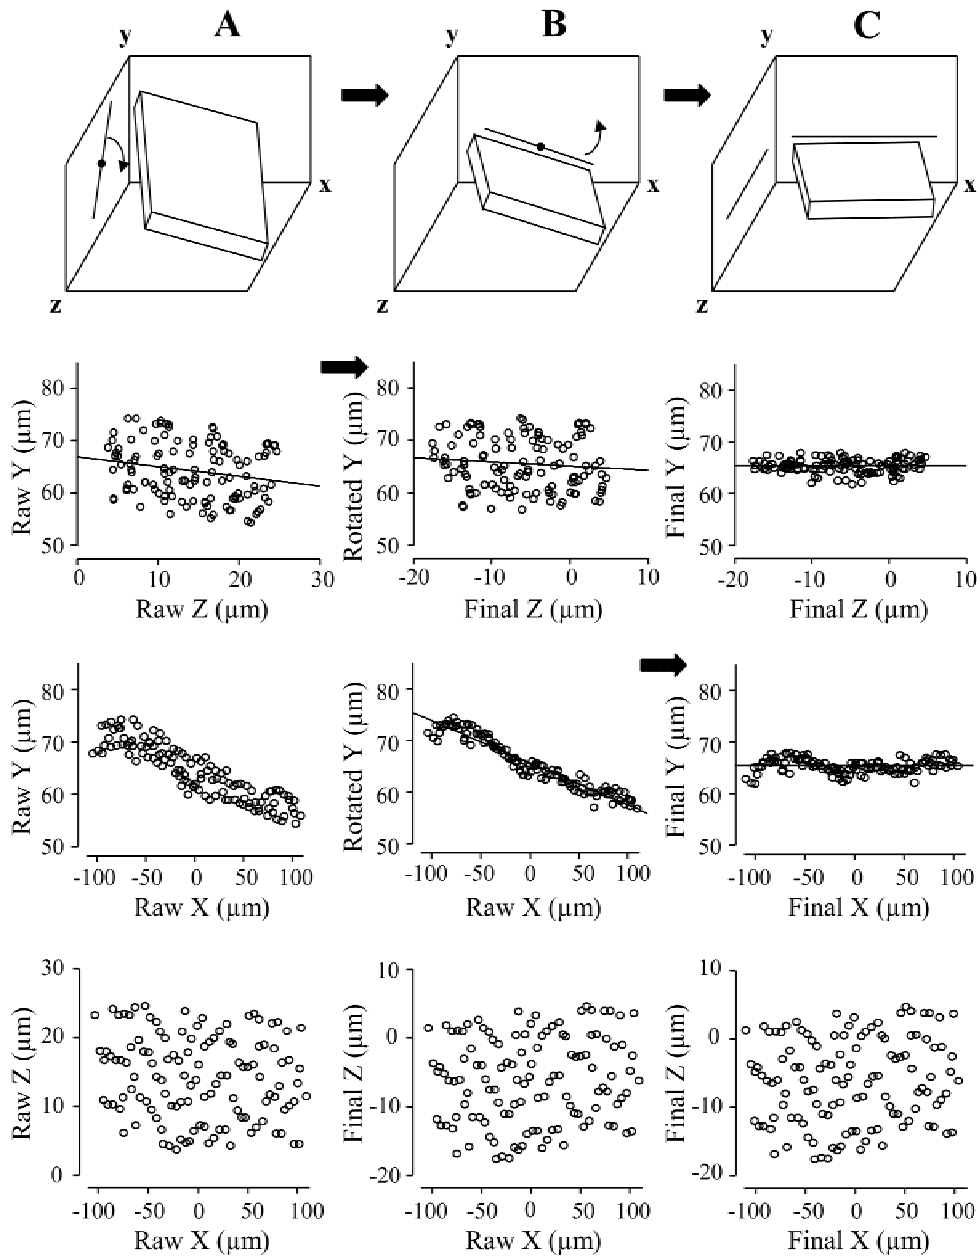 A B C
y y y
x x x
z z z
80 80 80
70 70 70
60 60 60
50 50 50
Raw Y (µm) Rotated Y (µm) Final Y (µm)
0 10 20 30 -20 -10 0 10 -20 -10 0 10
Raw Z (µm) Final Z (µm) Final Z (µm)
80 80 80
70 70 70
60 60 60
50 50 50
Raw Y (µm) Rotated Y (µm) Final Y (µm)
-100 -50 0 50 100 -100 -50 0 50 100 -100 -50 0 50 100
Raw X (µm) Raw X (µm) Final X (µm)
30 10 10
20 0 0
10 -10 -10
0 -20 -20
Raw Z (µm) Final Z (µm) Final Z (µm)
-100 -50 0 50 100 -100 -50 0 50 100 -100 -50 0 50 100
Raw X (µm) Raw X (µm) Final X (µm)